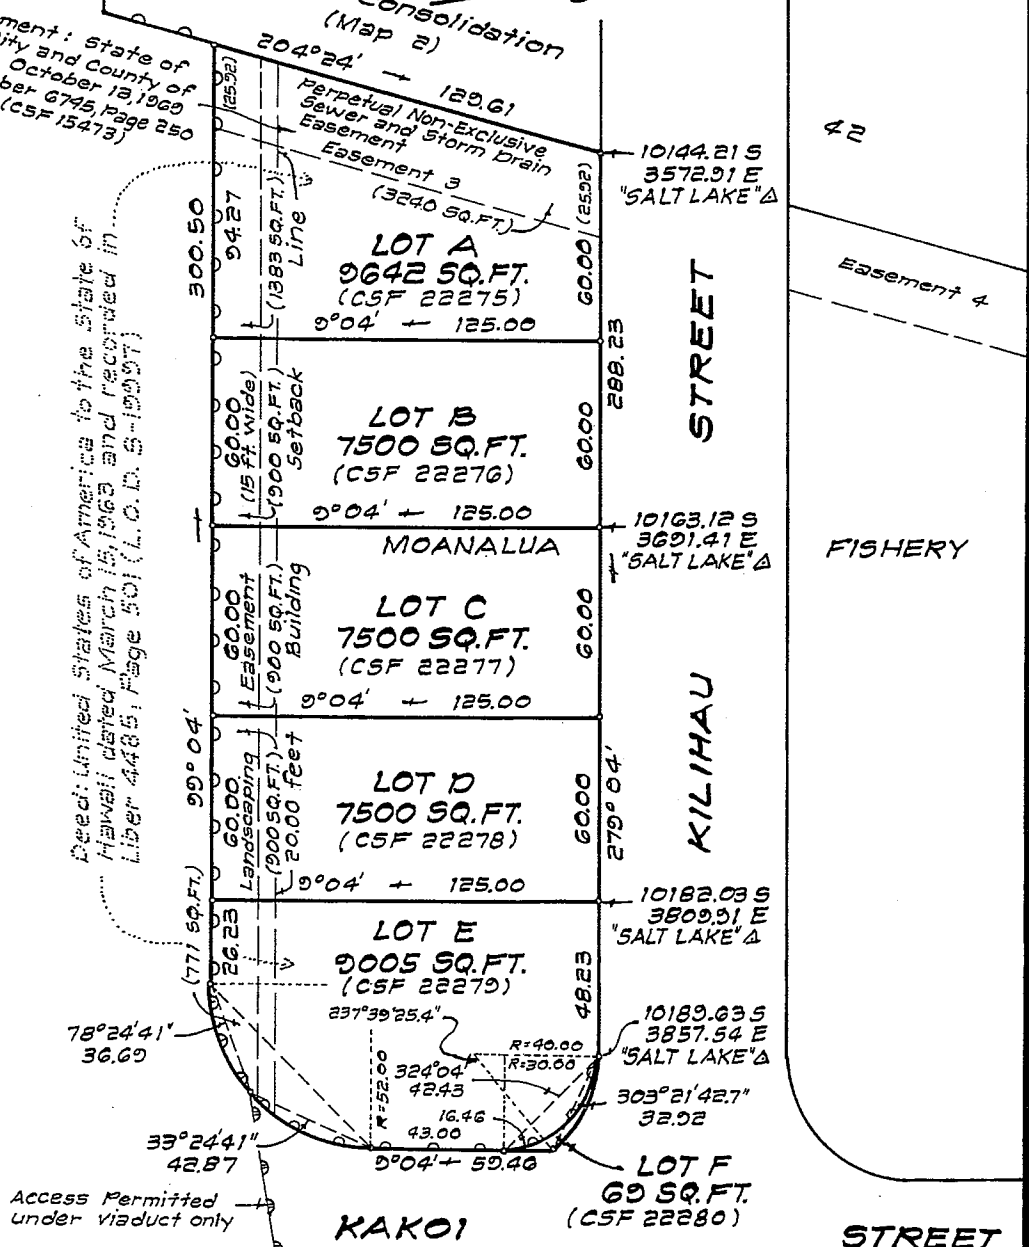 Consolidation
(Map 2)
204°24' → 129.61
ment: State of
ity and County of
October 13, 1969
ber 6745, Page 250
(CSF 15473)
Perpetual Non-Exclusive
Sewer and Storm Drain
Easement
Easement 3
(3240 SQ.FT.)
(25.92)
(25.92)
10144.21 S
3572.91 E
"SALT LAKE" △
42
Easement 4
300.50
94.27
(1383 SQ.FT.)
Line
LOT A
9642 SQ.FT.
(CSF 22275)
9°04' ← 125.00
60.00
288.23
STREET
Deed: United States of America to the State of
Hawaii dated March 15, 1963 and recorded in
Liber 4485, Page 501 (L.O.D. S-19997)
60.00
(15 ft. wide)
(900 SQ.FT.)
Setback
LOT B
7500 SQ.FT.
(CSF 22276)
9°04' ← 125.00
60.00
10163.12 S
3691.41 E
"SALT LAKE" △
MOANALUA
FISHERY
60.00
Easement
(900 SQ.FT.)
Building
LOT C
7500 SQ.FT.
(CSF 22277)
9°04' ← 125.00
60.00
KILIHAU
99° 04'
60.00
Landscaping
(900 SQ.FT.)
20.00 feet
LOT D
7500 SQ.FT.
(CSF 22278)
9°04' ← 125.00
60.00
279° 04'
10182.03 S
3809.91 E
"SALT LAKE" △
(771 SQ.FT.)
26.23
LOT E
9005 SQ.FT.
(CSF 22279)
48.23
237°39'25.4"
R=40.00
R=30.00
R=52.00
324°04'
42.43
16.46
43.00
10189.63 S
3857.54 E
"SALT LAKE" △
78°24'41"
36.69
303°21'42.7"
32.92
33°24'41"
42.87
9°04' ← 59.46
LOT F
69 SQ.FT.
(CSF 22280)
Access Permitted
under viaduct only
KAKOI
STREET